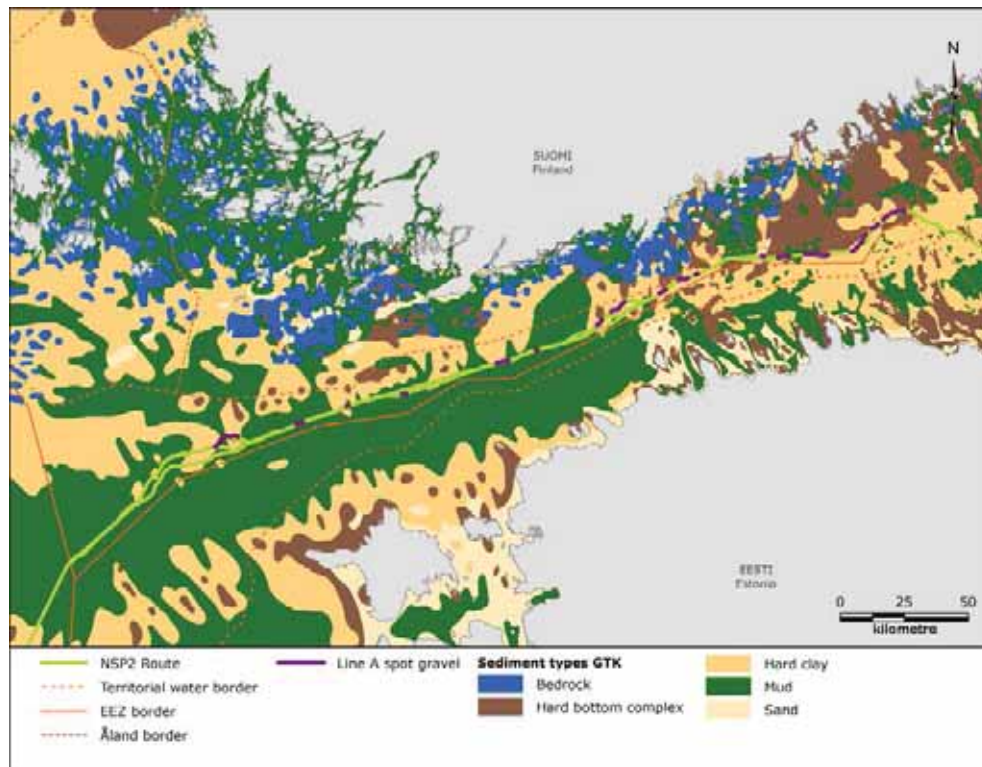 N
SUOMI
Finland
EESTI
Estonia
0 25 50
kilometre
NSP2 Route
Territorial water border
EEZ border
Åland border
Line A spot gravel
Sediment types GTK
Bedrock
Hard bottom complex
Hard clay
Mud
Sand